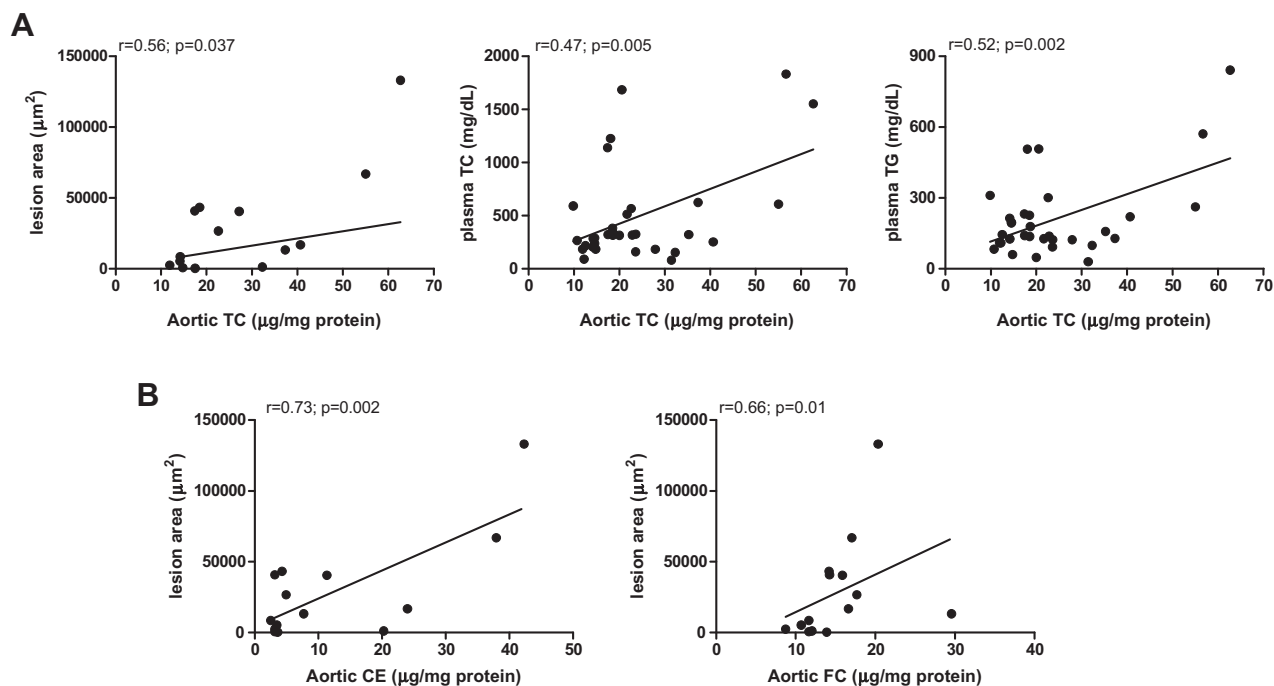 A
r=0.56; p=0.037
150000
100000
50000
0
lesion area (μm²)
0 10 20 30 40 50 60 70
Aortic TC (μg/mg protein)
r=0.47; p=0.005
2000
1500
1000
500
0
plasma TC (mg/dL)
0 10 20 30 40 50 60 70
Aortic TC (μg/mg protein)
r=0.52; p=0.002
900
600
300
0
plasma TG (mg/dL)
0 10 20 30 40 50 60 70
Aortic TC (μg/mg protein)
B
r=0.73; p=0.002
150000
100000
50000
0
lesion area (μm²)
0 10 20 30 40 50
Aortic CE (μg/mg protein)
r=0.66; p=0.01
150000
100000
50000
0
lesion area (μm²)
0 10 20 30 40
Aortic FC (μg/mg protein)